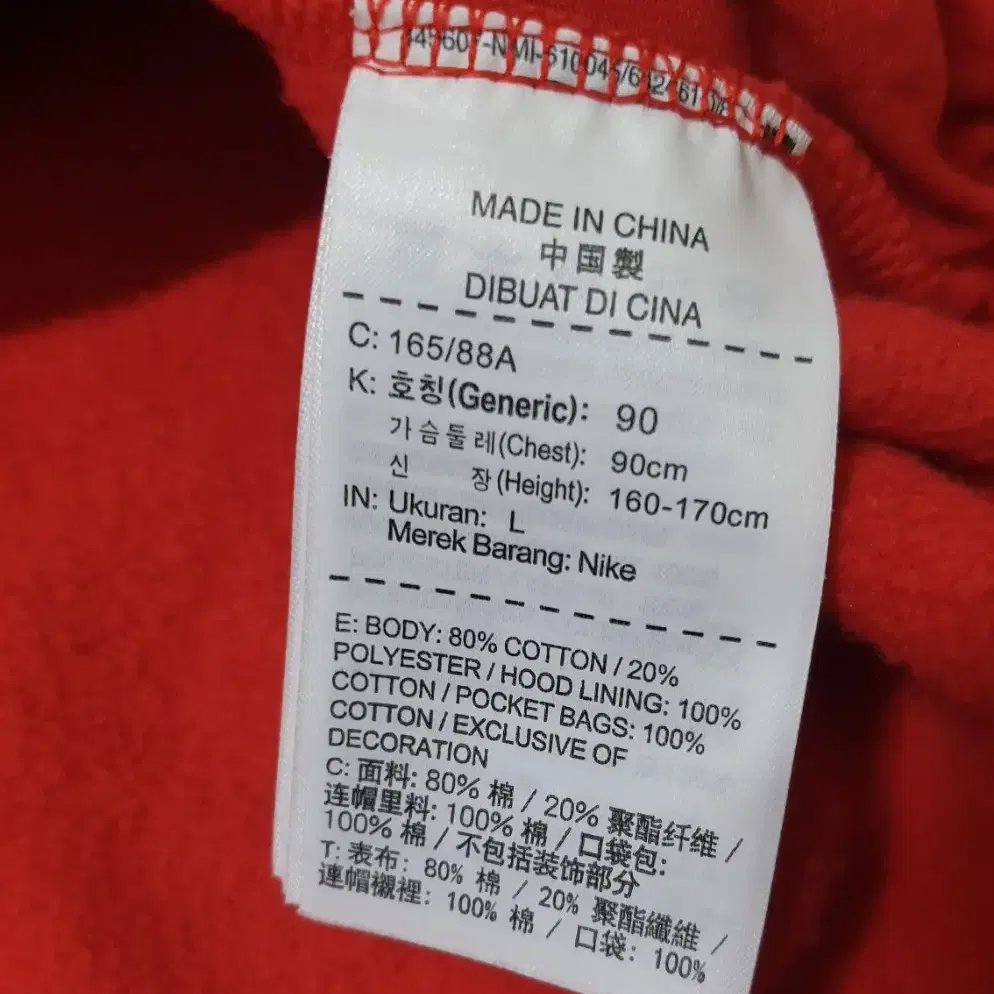 MADE IN CHINA
中国製
DIBUAT DI CINA
C: 165/88A
K: 호칭(Generic): 90
가슴둘레(Chest): 90cm
신 장(Height): 160-170cm
IN: Ukuran: L
Merek Barang: Nike
E: BODY: 80% COTTON / 20%
POLYESTER / HOOD LINING: 100%
COTTON / POCKET BAGS: 100%
COTTON / EXCLUSIVE OF
DECORATION
C: 面料: 80% 棉 / 20% 聚酯纤维 /
连帽里料: 100% 棉 / 口袋包:
100% 棉 / 不包括装饰部分
T: 表布: 80% 棉 / 20% 聚酯纖維 /
連帽襯裡: 100% 棉 / 口袋: 100%